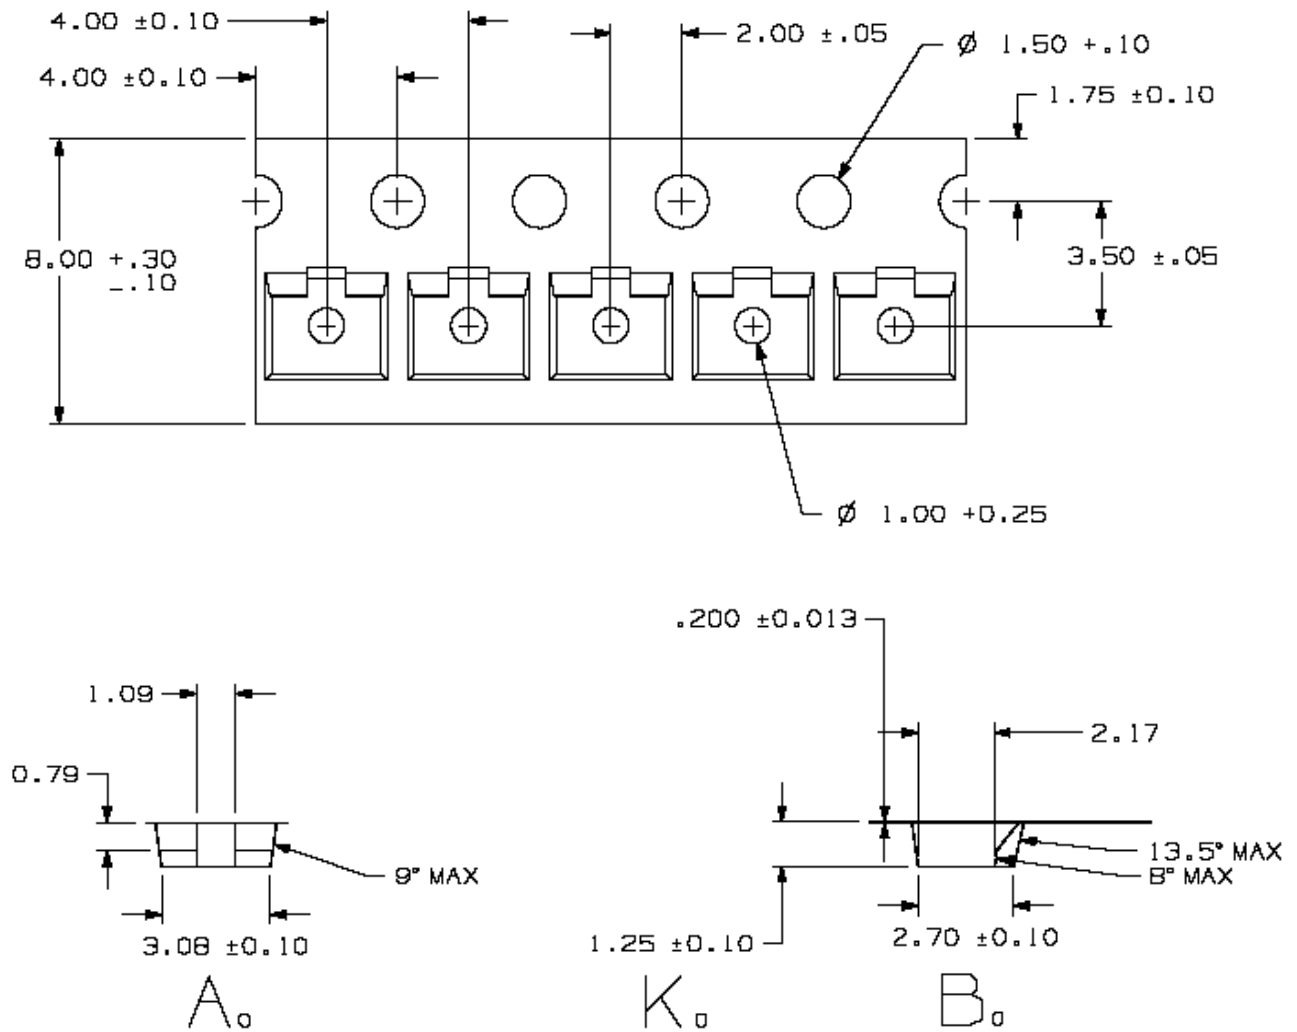 4.00 ±0.10
2.00 ±.05
Ø 1.50 +.10
4.00 ±0.10
1.75 ±0.10
8.00 +.30
-.10
3.50 ±.05
Ø 1.00 +0.25
.200 ±0.013
1.09
2.17
0.79
13.5° MAX
9° MAX
8° MAX
3.08 ±0.10
1.25 ±0.10
2.70 ±0.10
A₀
K₀
B₀